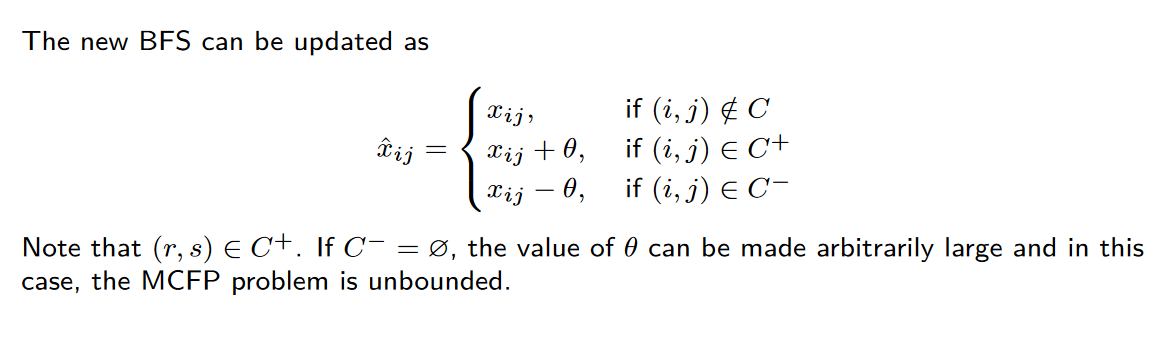 The new BFS can be updated as
x̂ij = { xij, if (i, j) ∉ C
xij + θ, if (i, j) ∈ C+
xij − θ, if (i, j) ∈ C−
Note that (r, s) ∈ C+. If C− = ∅, the value of θ can be made arbitrarily large and in this
case, the MCFP problem is unbounded.